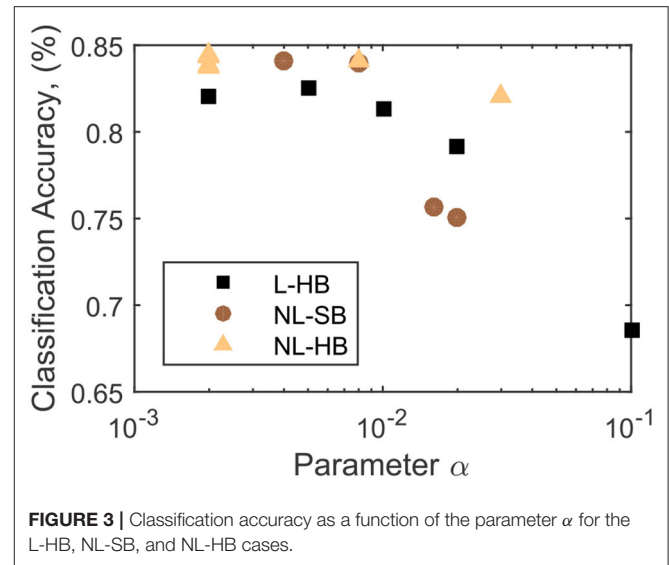 0.85
0.8
0.75
0.7
0.65
Classification Accuracy, (%)
L-HB
NL-SB
NL-HB
10^-3
10^-2
10^-1
Parameter α
FIGURE 3 | Classification accuracy as a function of the parameter α for the
L-HB, NL-SB, and NL-HB cases.